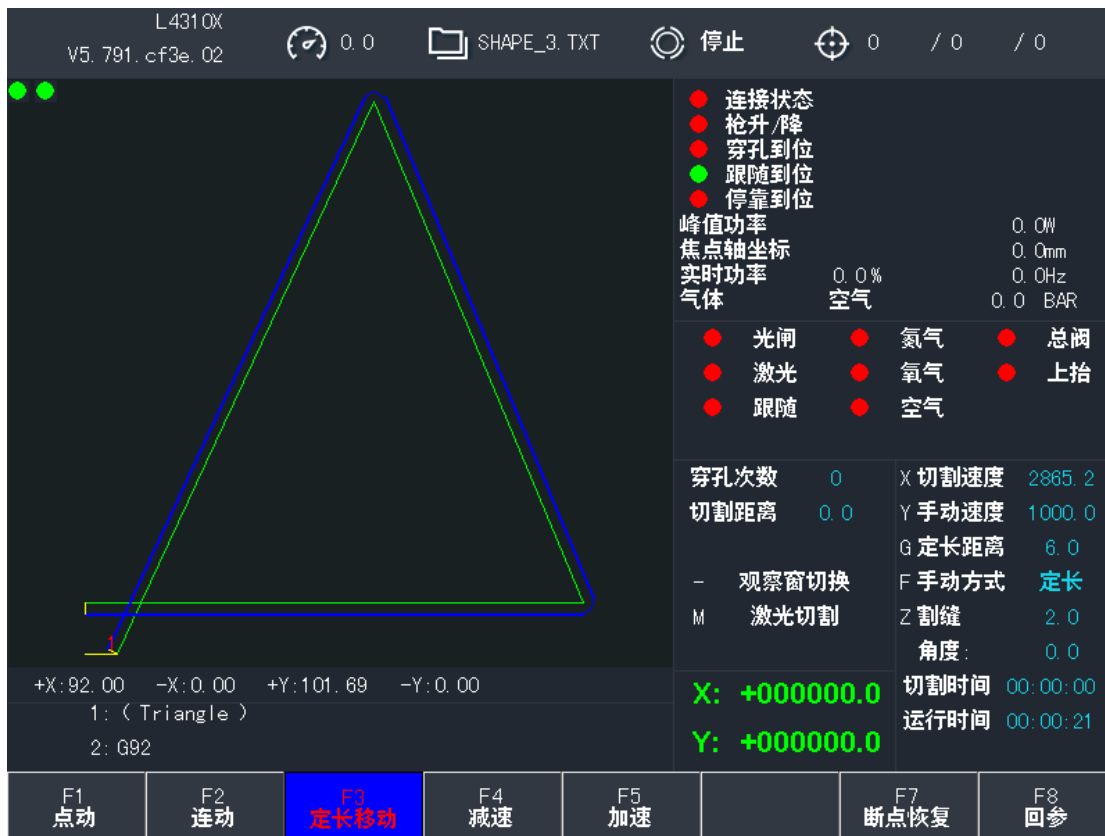 L4310X
V5.791.cf3e.02
0.0
SHAPE_3.TXT
停止
0 / 0 / 0
连接状态
枪升/降
穿孔到位
跟随到位
停靠到位
峰值功率 0.0W
焦点轴坐标 0.0mm
实时功率 0.0% 0.0Hz
气体 空气 0.0 BAR
光闸 氮气 总阀
激光 氧气 上抬
跟随 空气
穿孔次数 0
切割距离 0.0
- 观察窗切换
M 激光切割
X 切割速度 2865.2
Y 手动速度 1000.0
G 定长距离 6.0
F 手动方式 定长
Z 割缝 2.0
角度: 0.0
切割时间 00:00:00
运行时间 00:00:21
1
+X:92.00 -X:0.00 +Y:101.69 -Y:0.00
1: ( Triangle )
2: G92
X: +000000.0
Y: +000000.0
F1
点动
F2
连动
F3
定长移动
F4
减速
F5
加速
F7
断点恢复
F8
回参